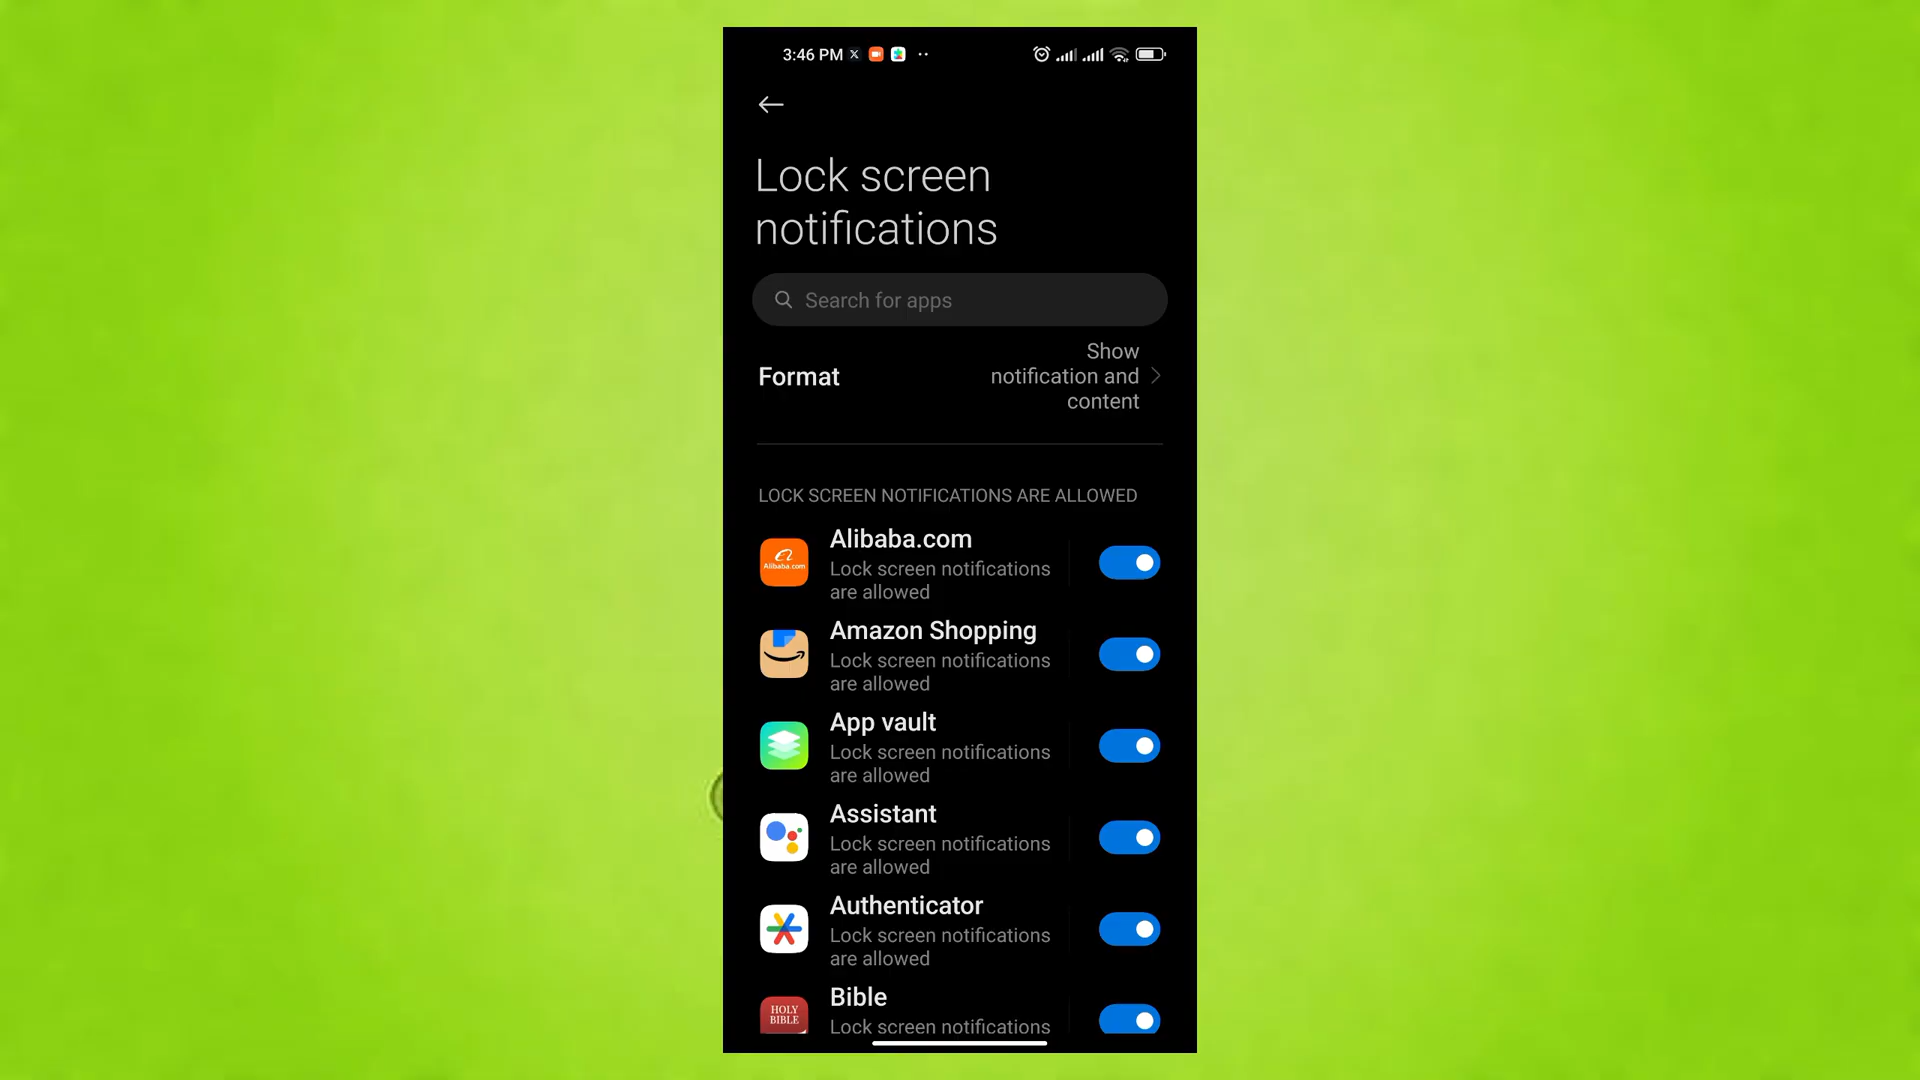 3:46 PM
Lock screen
notifications
Search for apps
Format
Show
notification and
content
LOCK SCREEN NOTIFICATIONS ARE ALLOWED
Alibaba.com
Alibaba.com
Lock screen notifications
are allowed
Amazon Shopping
Lock screen notifications
are allowed
App vault
Lock screen notifications
are allowed
Assistant
Lock screen notifications
are allowed
Authenticator
Lock screen notifications
are allowed
HOLY
BIBLE
Bible
Lock screen notifications